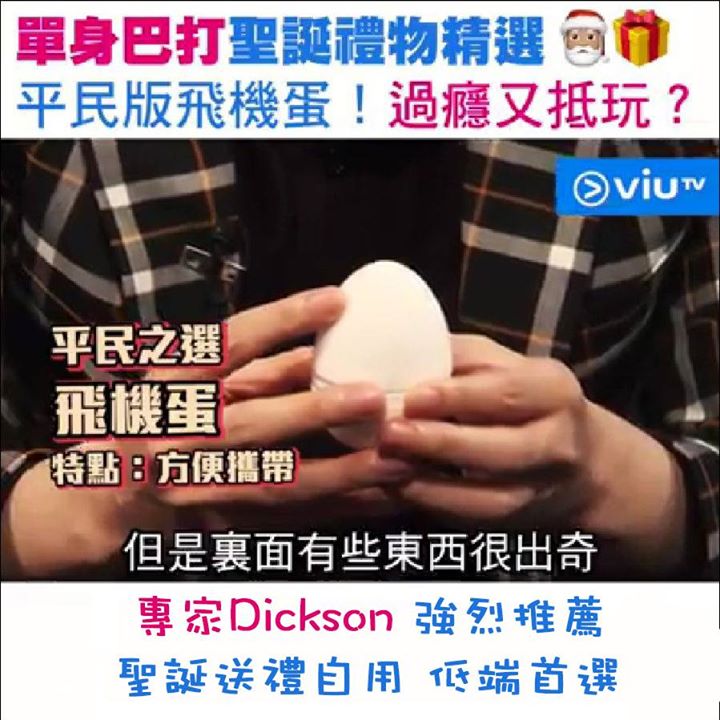 單身巴打聖誕禮物精選
平民版飛機蛋！過癮又抵玩？
viuTV
平民之選
飛機蛋
特點：方便攜帶
但是裏面有些東西很出奇
專家Dickson 強烈推薦
聖誕送禮自用 低端首選